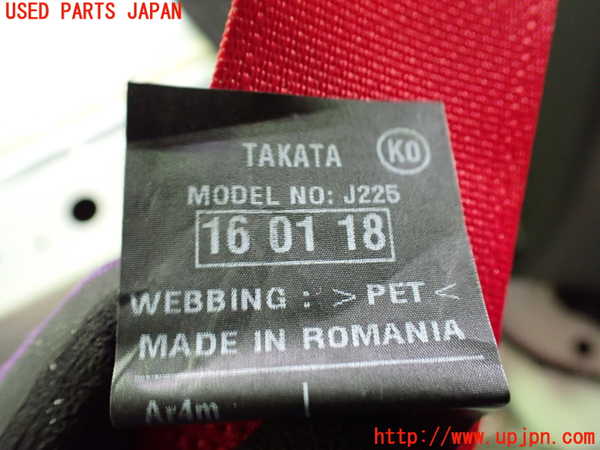 USED PARTS JAPAN
TAKATA KO
MODEL NO: J225
16 01 18
WEBBING : > PET <
MADE IN ROMANIA
Ar4m
http://www.upjpn.com/